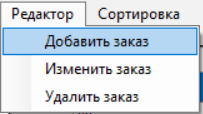 Редактор Сортировка
Добавить заказ
Изменить заказ
Удалить заказ